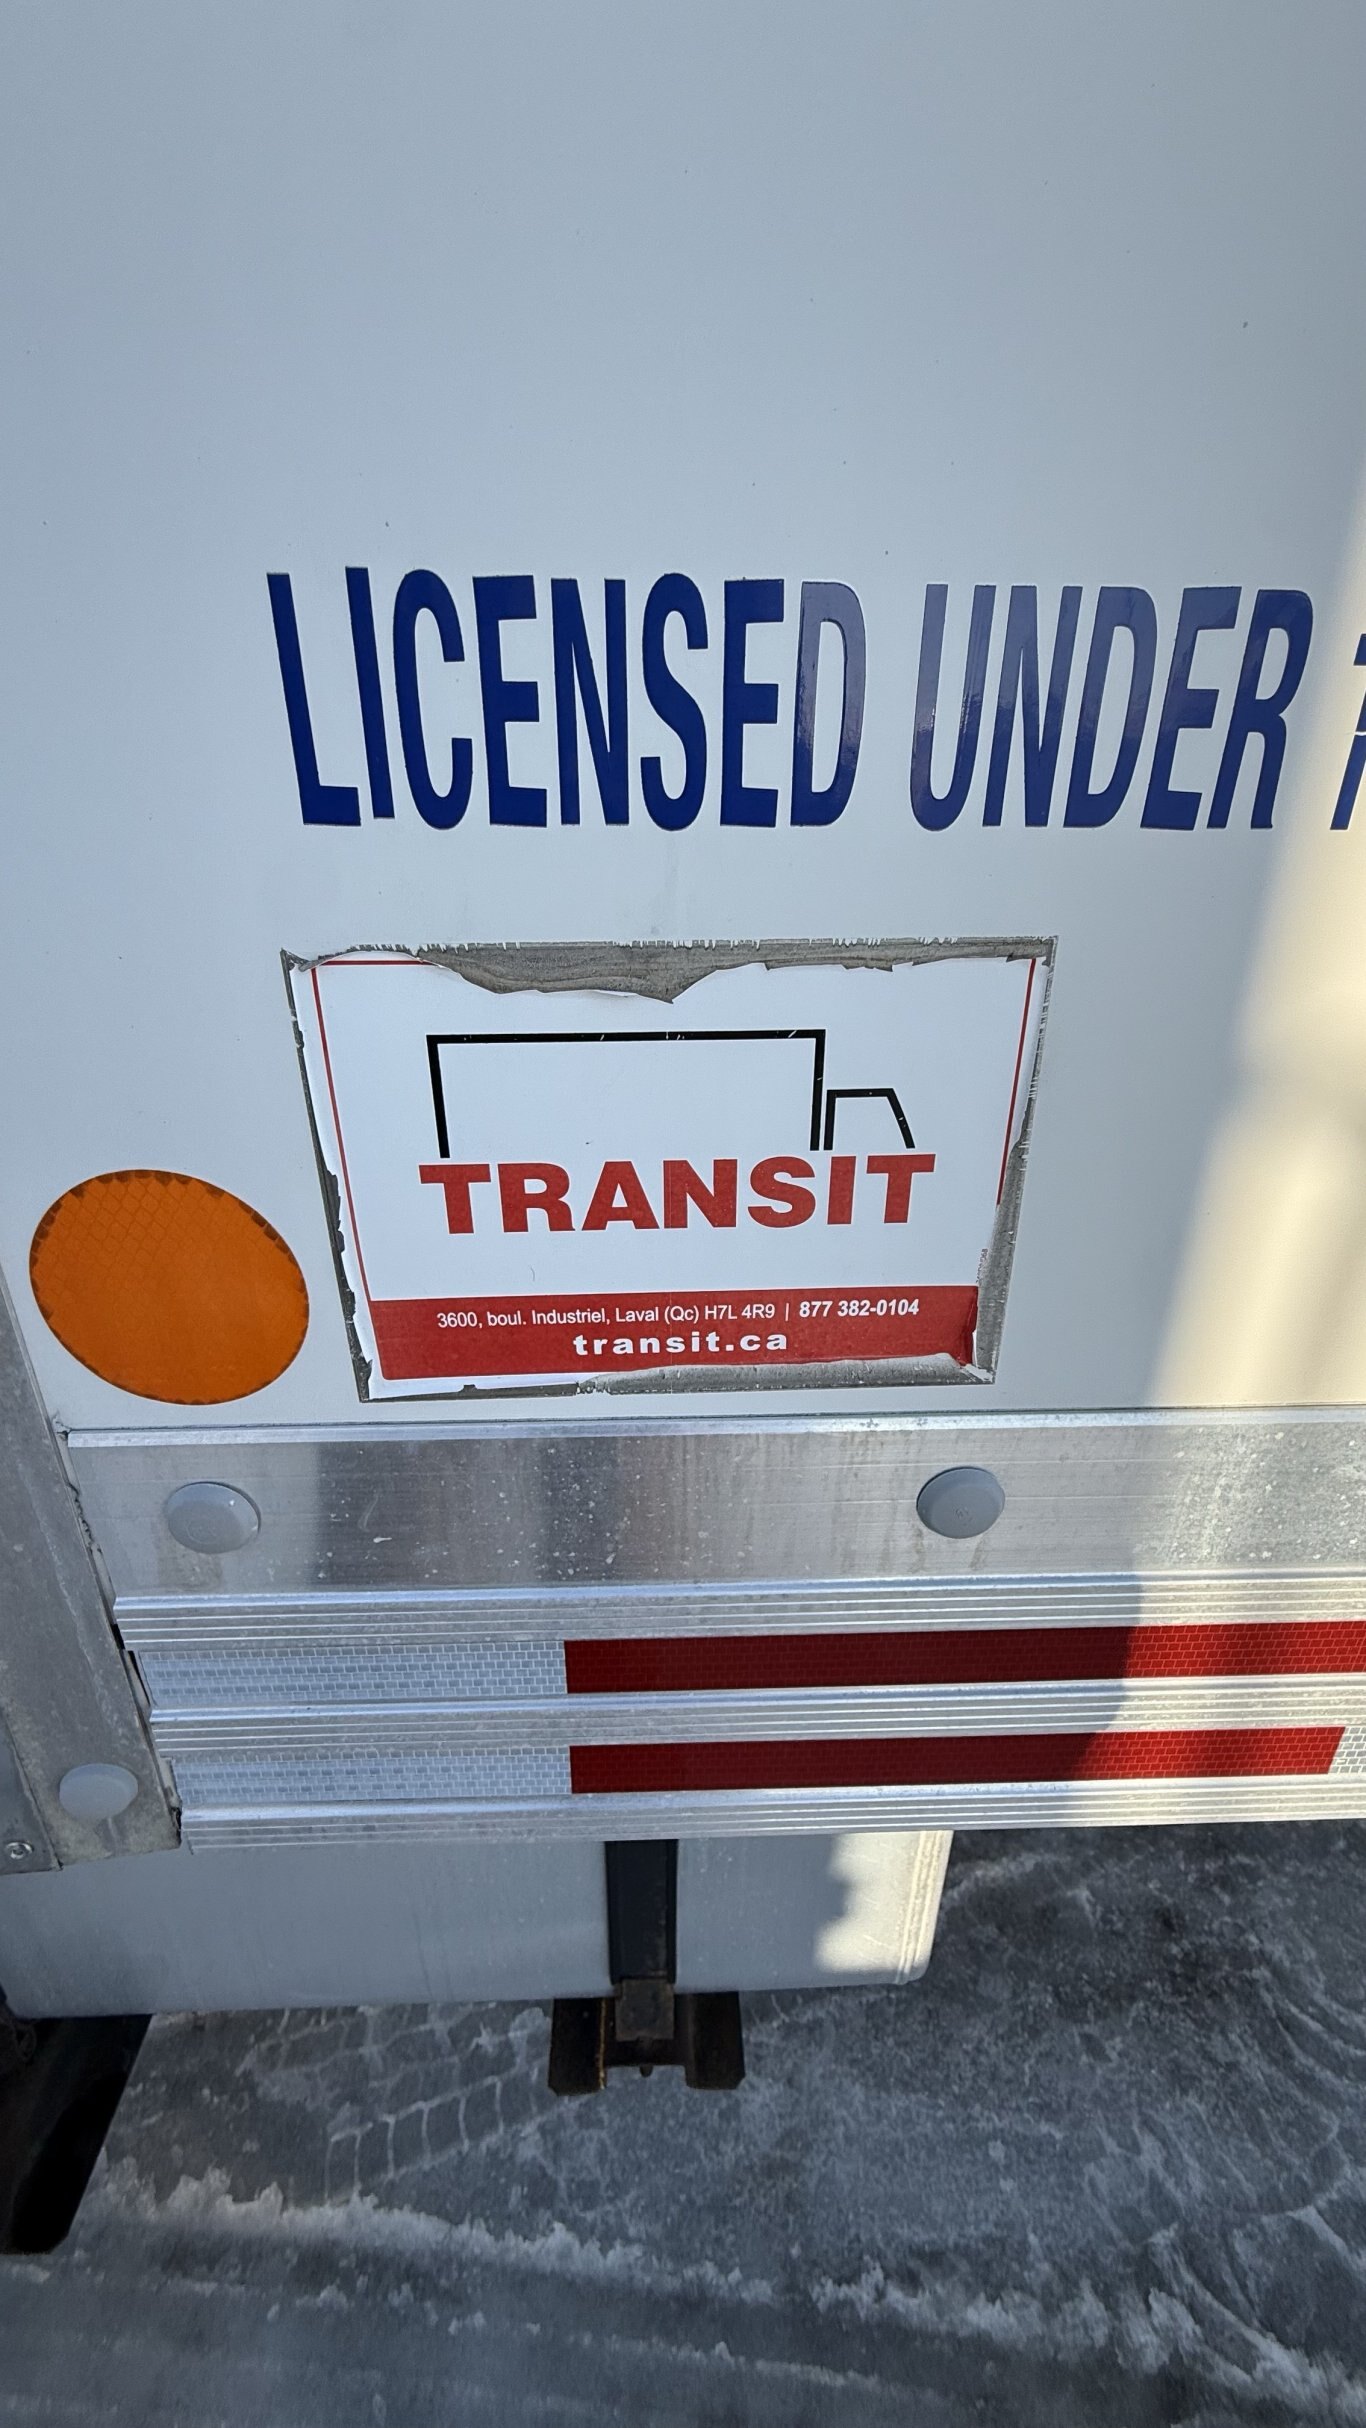 LICENSED UNDER
TRANSIT
3600, boul. Industriel, Laval (Qc) H7L 4R9 | 877 382-0104
transit.ca